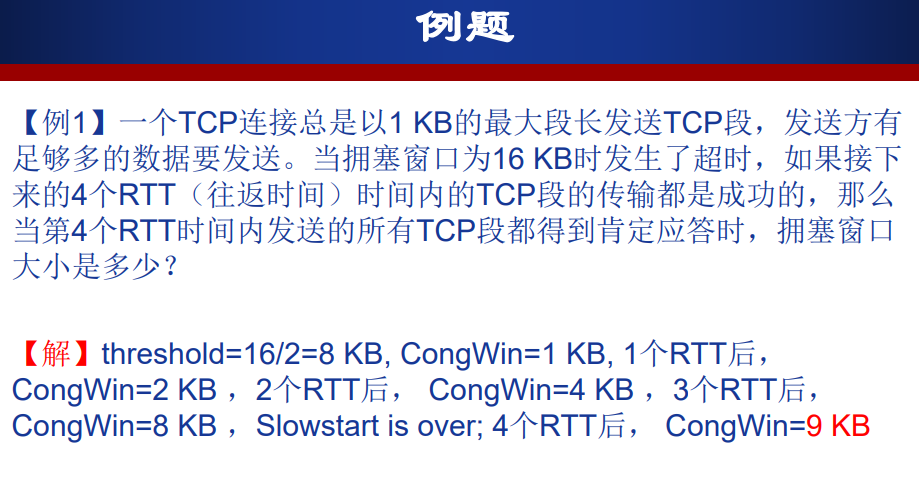 例题
【例1】一个TCP连接总是以1 KB的最大段长发送TCP段，发送方有
足够多的数据要发送。当拥塞窗口为16 KB时发生了超时，如果接下
来的4个RTT（往返时间）时间内的TCP段的传输都是成功的，那么
当第4个RTT时间内发送的所有TCP段都得到肯定应答时，拥塞窗口
大小是多少？
【解】threshold=16/2=8 KB, CongWin=1 KB, 1个RTT后，
CongWin=2 KB ，2个RTT后， CongWin=4 KB ，3个RTT后，
CongWin=8 KB ，Slowstart is over; 4个RTT后， CongWin=9 KB